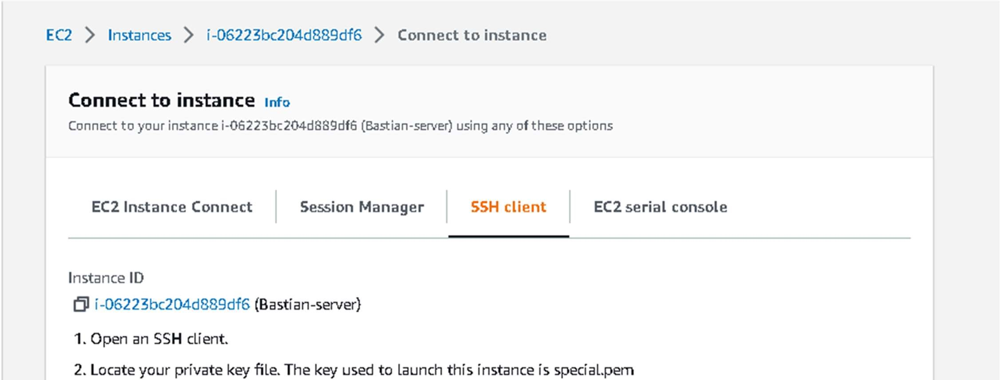 EC2 > Instances > i-06223bc204d889df6 > Connect to instance
Connect to instance Info
Connect to your instance i-06223bc204d889df6 (Bastian-server) using any of these options
EC2 Instance Connect Session Manager SSH client EC2 serial console
Instance ID
i-06223bc204d889df6 (Bastian-server)
1. Open an SSH client.
2. Locate your private key file. The key used to launch this instance is special.pem